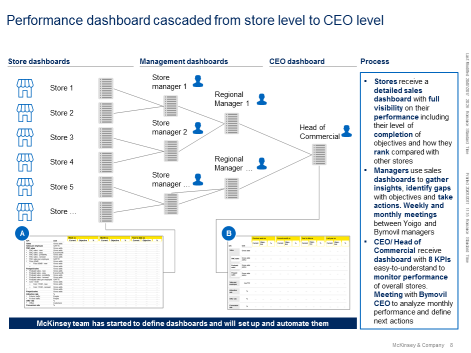 Performance dashboard cascaded from store level to CEO level
Store dashboards
Management dashboards
CEO dashboard
Process
Store 1
Store 2
Store 3
Store 4
Store 5
Store ...
Store
manager 1
Store
manager 2
Store
manager ...
Regional
Manager 1
Regional
Manager ...
Head of
Commercial
A
B
• Stores receive a
detailed sales
dashboard with full
visibility on their
performance including
their level of
completion of
objectives and how they
rank compared with
other stores
• Managers use sales
dashboards to gather
insights, identify gaps
with objectives and take
actions. Weekly and
monthly meetings
between Yoigo and
Bymovil managers
• CEO/ Head of
Commercial receive
dashboard with 8 KPIs
easy-to-understand to
monitor performance
of overall stores.
Meeting with Bymovil
CEO to analyze monthly
performance and define
next actions
McKinsey team has started to define dashboards and will set up and automate them
McKinsey & Company